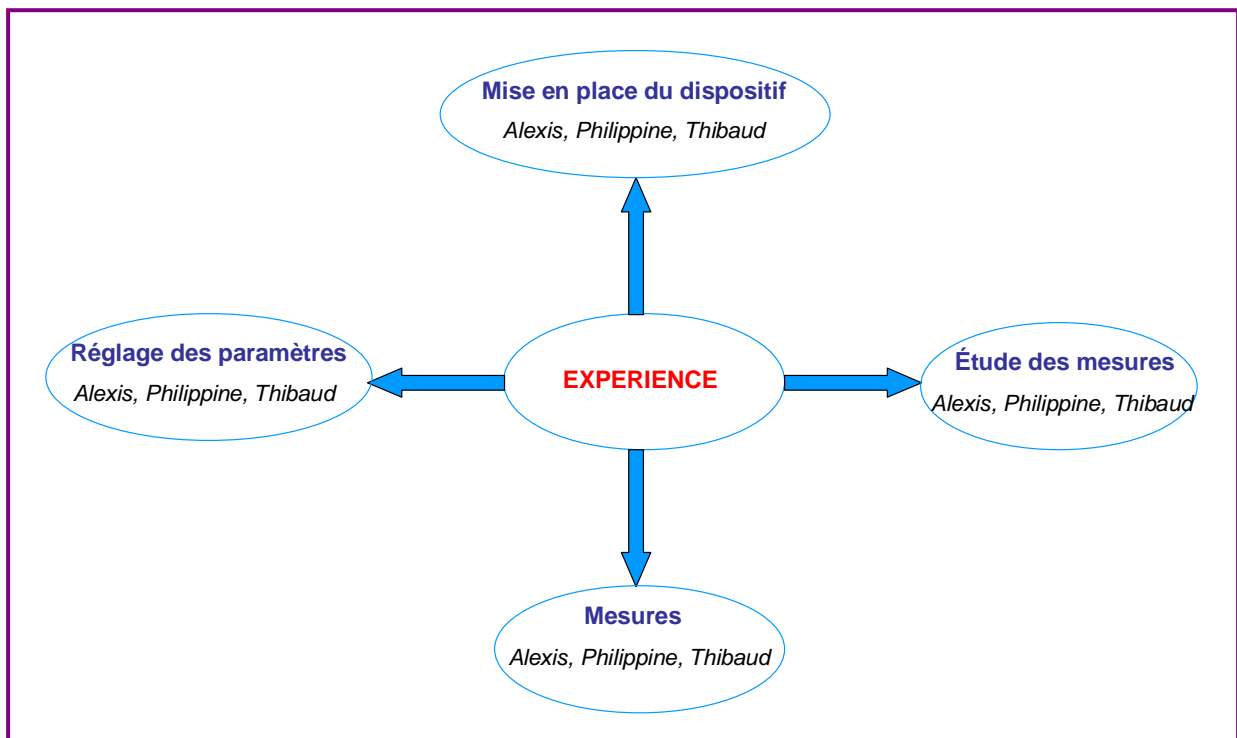 Mise en place du dispositif
Alexis, Philippine, Thibaud
Réglage des paramètres
Alexis, Philippine, Thibaud
EXPERIENCE
Étude des mesures
Alexis, Philippine, Thibaud
Mesures
Alexis, Philippine, Thibaud